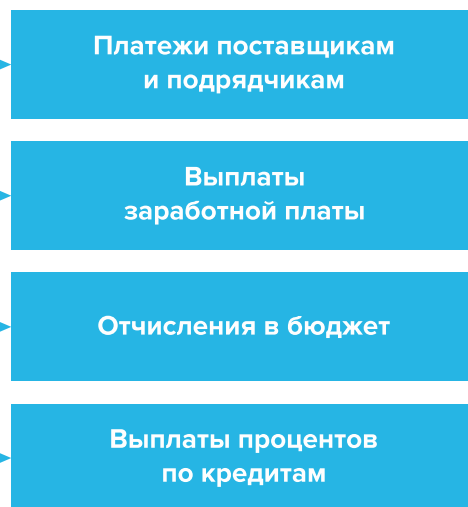 Платежи поставщикам
и подрядчикам
Выплаты
заработной платы
Отчисления в бюджет
Выплаты процентов
по кредитам